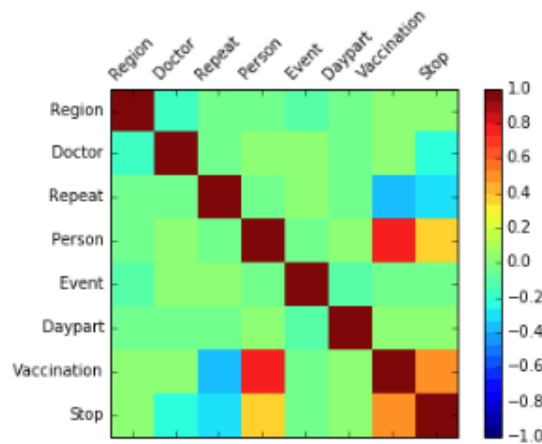 Region
Doctor
Repeat
Person
Event
Daypart
Vaccination
Stop
Region
Doctor
Repeat
Person
Event
Daypart
Vaccination
Stop
1.0
0.8
0.6
0.4
0.2
0.0
−0.2
−0.4
−0.6
−0.8
−1.0